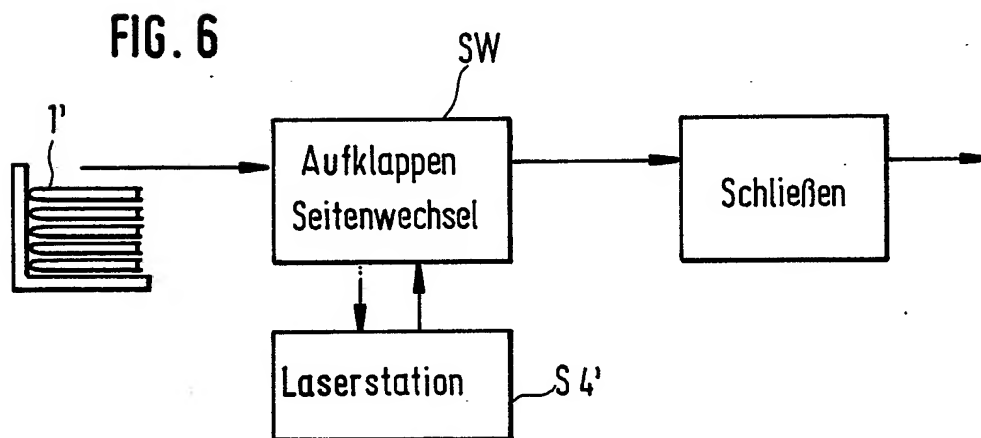 FIG. 6
SW
1'
Aufklappen
Seitenwechsel
Schließen
Laserstation
S 4'